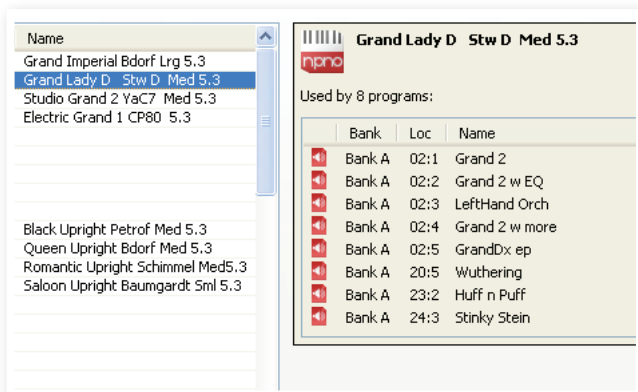 Name
Grand Imperial Bdorf Lrg 5.3
Grand Lady D Stw D Med 5.3
Studio Grand 2 YaC7 Med 5.3
Electric Grand 1 CP80 5.3
Black Upright Petrof Med 5.3
Queen Upright Bdorf Med 5.3
Romantic Upright Schimmel Med5.3
Saloon Upright Baumgardt Sml 5.3
npno
Grand Lady D Stw D Med 5.3
Used by 8 programs:
Bank Loc Name
Bank A 02:1 Grand 2
Bank A 02:2 Grand 2 w EQ
Bank A 02:3 LeftHand Orch
Bank A 02:4 Grand 2 w more
Bank A 02:5 GrandDx ep
Bank A 20:5 Wuthering
Bank A 23:2 Huff n Puff
Bank A 24:3 Stinky Stein